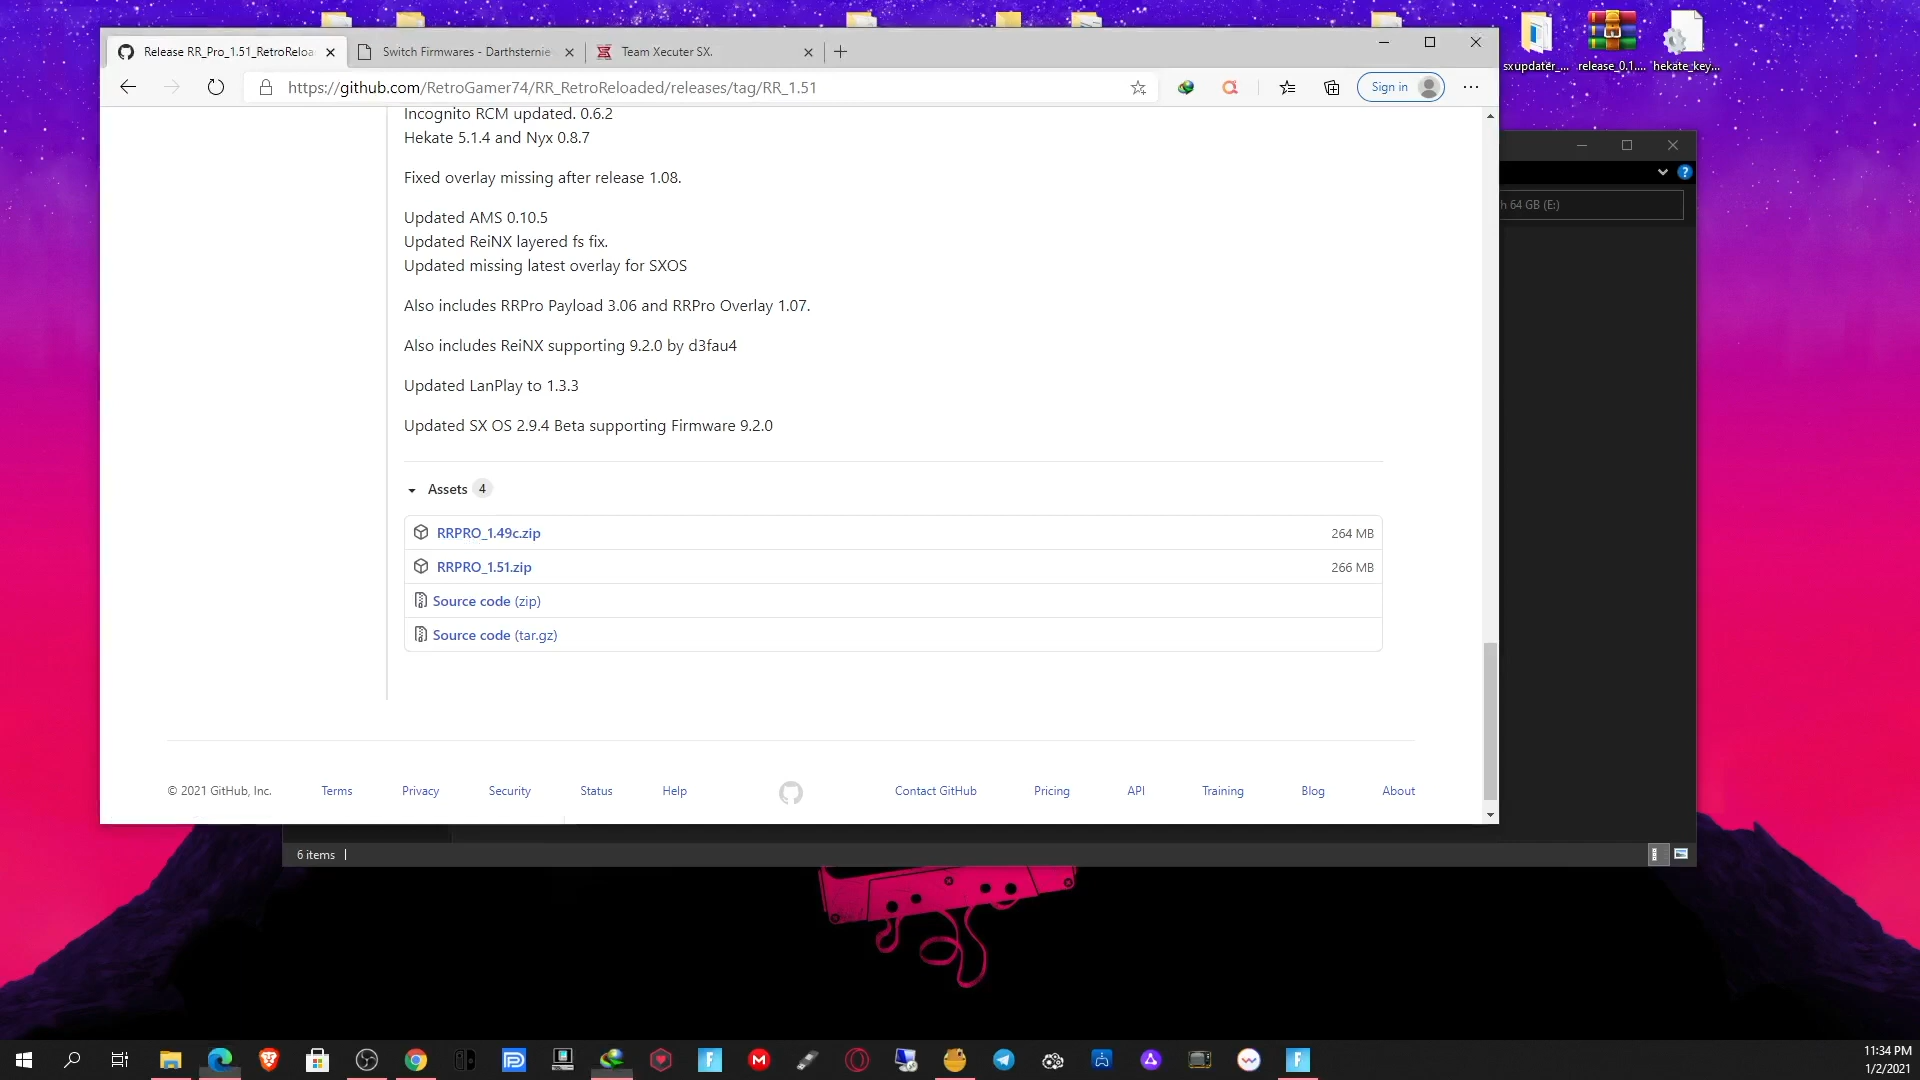 sxupdater_...
release_0.1....
hekate_key...
Release RR_Pro_1.51_RetroReloa
Switch Firmwares - Darthsternie
Team Xecuter SX.
https://github.com/RetroGamer74/RR_RetroReloaded/releases/tag/RR_1.51
Sign in
Incognito RCM updated. 0.6.2
Hekate 5.1.4 and Nyx 0.8.7
Fixed overlay missing after release 1.08.
h 64 GB (E:)
Updated AMS 0.10.5
Updated ReiNX layered fs fix.
Updated missing latest overlay for SXOS
Also includes RRPro Payload 3.06 and RRPro Overlay 1.07.
Also includes ReiNX supporting 9.2.0 by d3fau4
Updated LanPlay to 1.3.3
Updated SX OS 2.9.4 Beta supporting Firmware 9.2.0
Assets 4
RRPRO_1.49c.zip 264 MB
RRPRO_1.51.zip 266 MB
Source code (zip)
Source code (tar.gz)
© 2021 GitHub, Inc. Terms Privacy Security Status Help Contact GitHub Pricing API Training Blog About
6 items
11:34 PM
1/2/2021